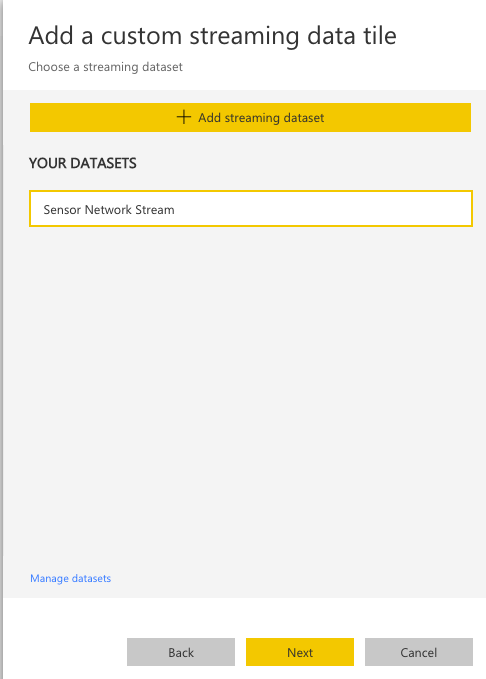 Add a custom streaming data tile
Choose a streaming dataset
+ Add streaming dataset
YOUR DATASETS
Sensor Network Stream
Manage datasets
Back
Next
Cancel